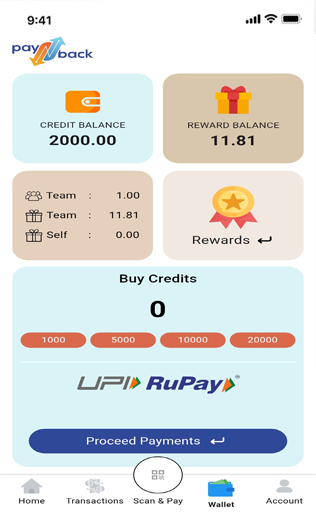 9:41
pay back
CREDIT BALANCE
2000.00
REWARD BALANCE
11.81
Team : 1.00
Team : 11.81
Self : 0.00
Rewards
Buy Credits
0
1000 5000 10000 20000
UPI RuPay
Proceed Payments
Home Transactions Scan & Pay Wallet Account